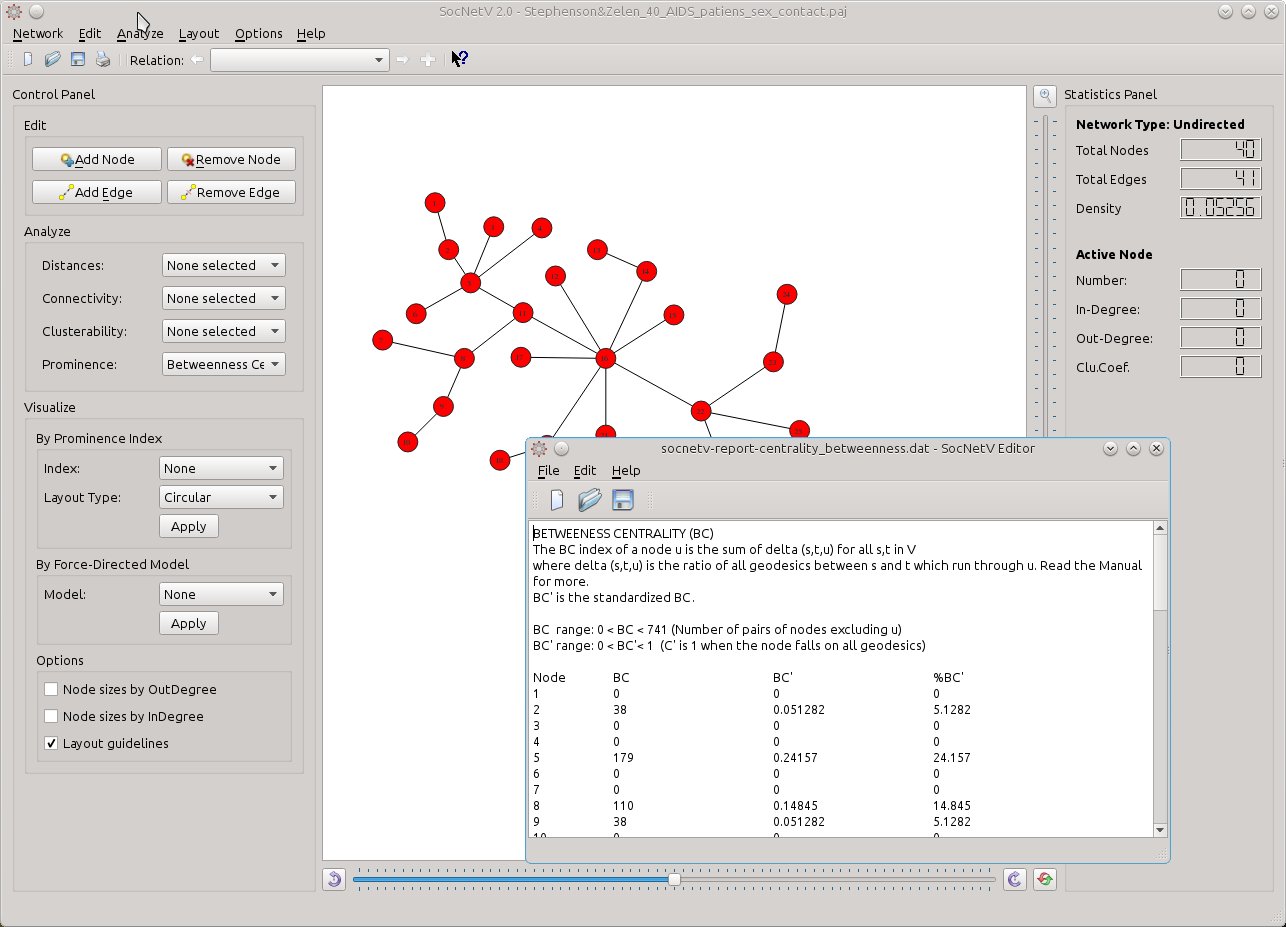 SocNetV 2.0 - Stephenson&Zelen_40_AIDS_patiens_sex_contact.paj
Network Edit Analyze Layout Options Help
Relation:
Control Panel
Edit
Add Node Remove Node
Add Edge Remove Edge
Analyze
Distances: None selected
Connectivity: None selected
Clusterability: None selected
Prominence: Betweenness Ce
Visualize
By Prominence Index
Index: None
Layout Type: Circular
Apply
By Force-Directed Model
Model: None
Apply
Options
Node sizes by OutDegree
Node sizes by InDegree
Layout guidelines
socnetv-report-centrality_betweenness.dat - SocNetV Editor
File Edit Help
BETWEENESS CENTRALITY (BC)
The BC index of a node u is the sum of delta (s,t,u) for all s,t in V
where delta (s,t,u) is the ratio of all geodesics between s and t which run through u. Read the Manual
for more.
BC' is the standardized BC.
BC range: 0 < BC < 741 (Number of pairs of nodes excluding u)
BC' range: 0 < BC'< 1 (C' is 1 when the node falls on all geodesics)
Node BC BC' %BC'
1 0 0 0
2 38 0.051282 5.1282
3 0 0 0
4 0 0 0
5 179 0.24157 24.157
6 0 0 0
7 0 0 0
8 110 0.14845 14.845
9 38 0.051282 5.1282
10 0 0 0
Statistics Panel
Network Type: Undirected
Total Nodes 40
Total Edges 41
Density 0.05256
Active Node
Number: 0
In-Degree: 0
Out-Degree: 0
Clu.Coef. 0